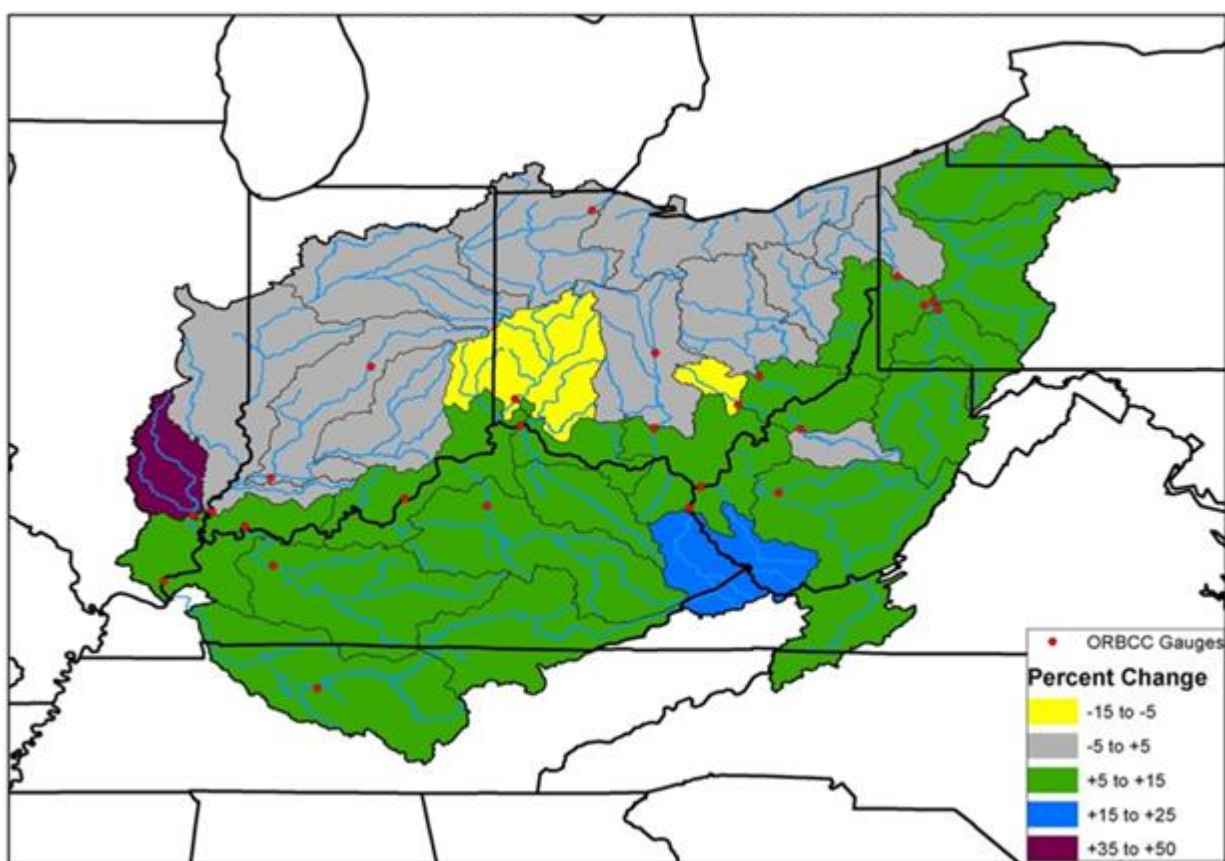 ORBCC Gauges
Percent Change
-15 to -5
-5 to +5
+5 to +15
+15 to +25
+35 to +50